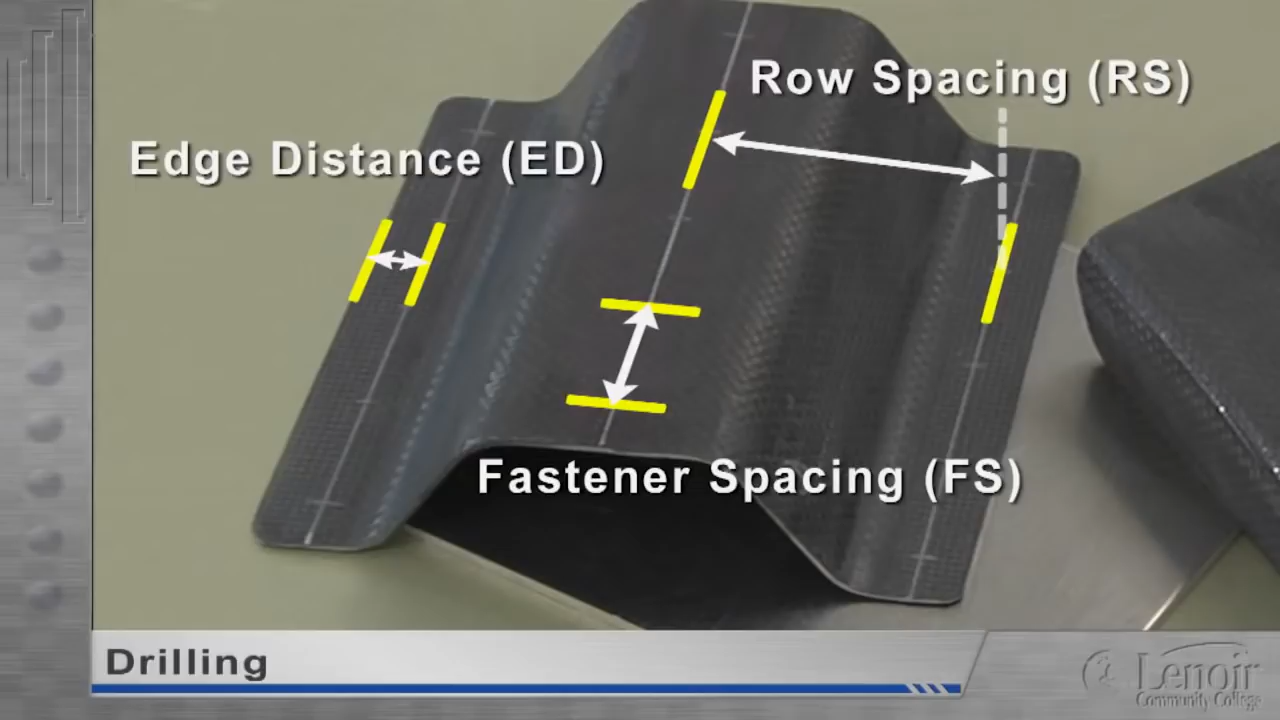 Row Spacing (RS)
Edge Distance (ED)
Fastener Spacing (FS)
Drilling
Lenoir
Community College